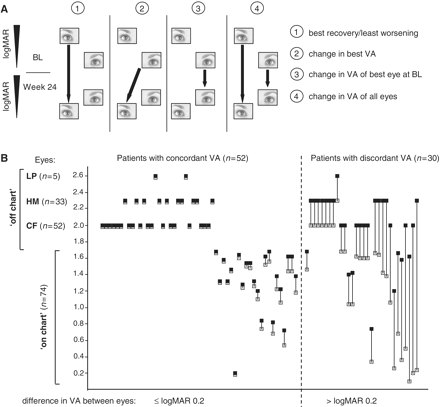 A
1
2
3
4
logMAR
BL
Week 24
logMAR
1 best recovery/least worsening
2 change in best VA
3 change in VA of best eye at BL
4 change in VA of all eyes
B
Eyes:
Patients with concordant VA (n=52)
Patients with discordant VA (n=30)
LP (n=5)
HM (n=33)
CF (n=52)
'off chart'
'on chart' (n=74)
2.6
2.4
2.2
2.0
1.8
1.6
1.4
1.2
1.0
0.8
0.6
0.4
0.2
0
difference in VA between eyes:
≤ logMAR 0.2
> logMAR 0.2